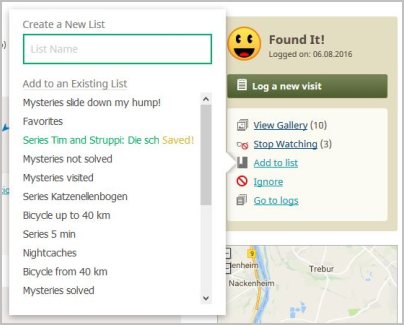 Create a New List
List Name
Add to an Existing List
Mysteries slide down my hump!
Favorites
Series Tim and Struppi: Die sch Saved!
Mysteries not solved
Mysteries visited
Series Katzenellenbogen
Bicycle up to 40 km
Series 5 min
Nightcaches
Bicycle from 40 km
Mysteries solved
Found It!
Logged on: 06.08.2016
Log a new visit
View Gallery (10)
Stop Watching (3)
Add to list
Ignore
Go to logs
enheim
Trebur
Nackenheim